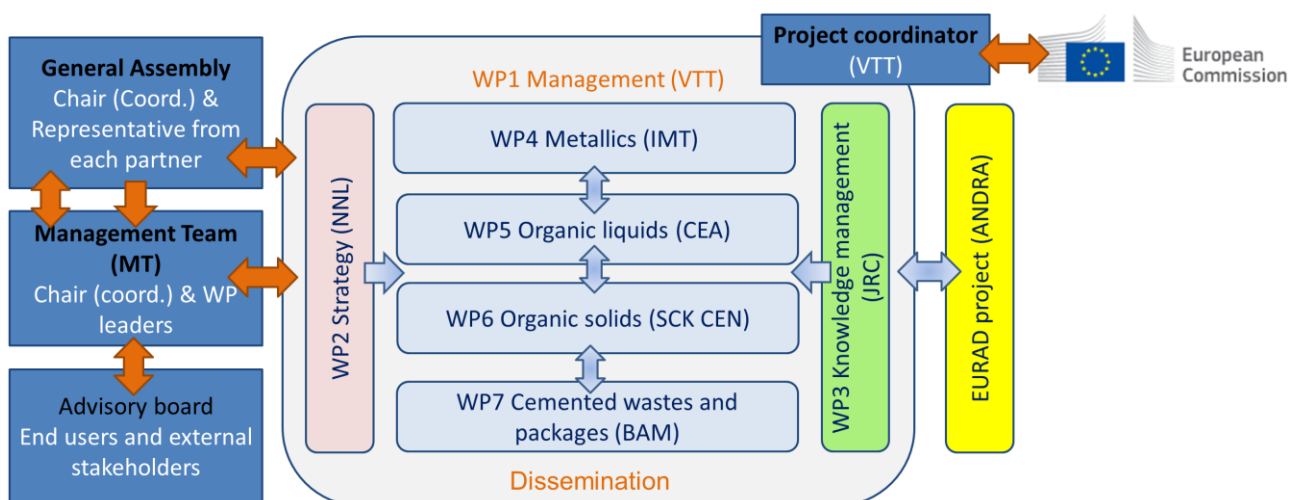 General Assembly
Chair (Coord.) &
Representative from
each partner
Management Team
(MT)
Chair (coord.) & WP
leaders
Advisory board
End users and external
stakeholders
WP1 Management (VTT)
Project coordinator
(VTT)
European
Commission
WP2 Strategy (NNL)
WP4 Metallics (IMT)
WP5 Organic liquids (CEA)
WP6 Organic solids (SCK CEN)
WP7 Cemented wastes and
packages (BAM)
WP3 Knowledge management
(JRC)
EURAD project (ANDRA)
Dissemination